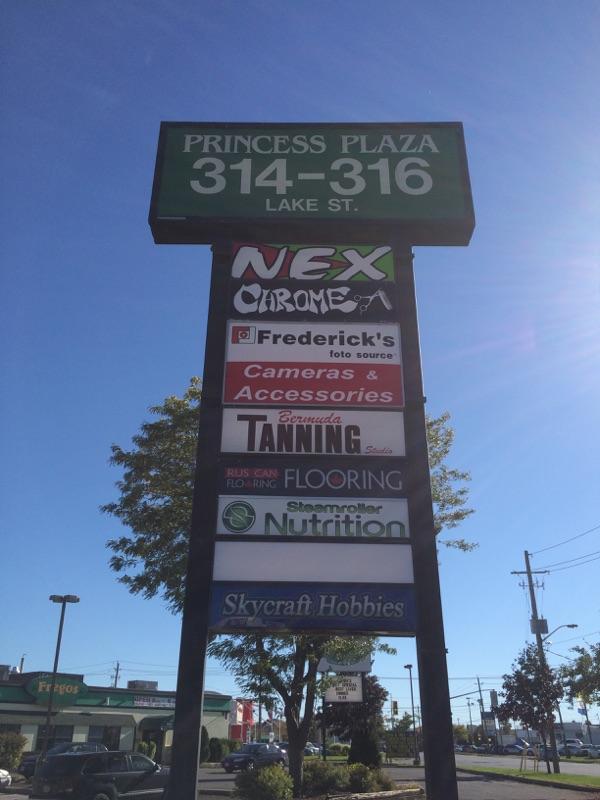 PRINCESS PLAZA
314-316
LAKE ST.
NEX
CHROME
Frederick's
foto source
Cameras &
Accessories
Bermuda
TANNING
Studio
RUS CAN
FLOORING
FLOORING
Steamroller
Nutrition
Skycraft Hobbies
Fregos